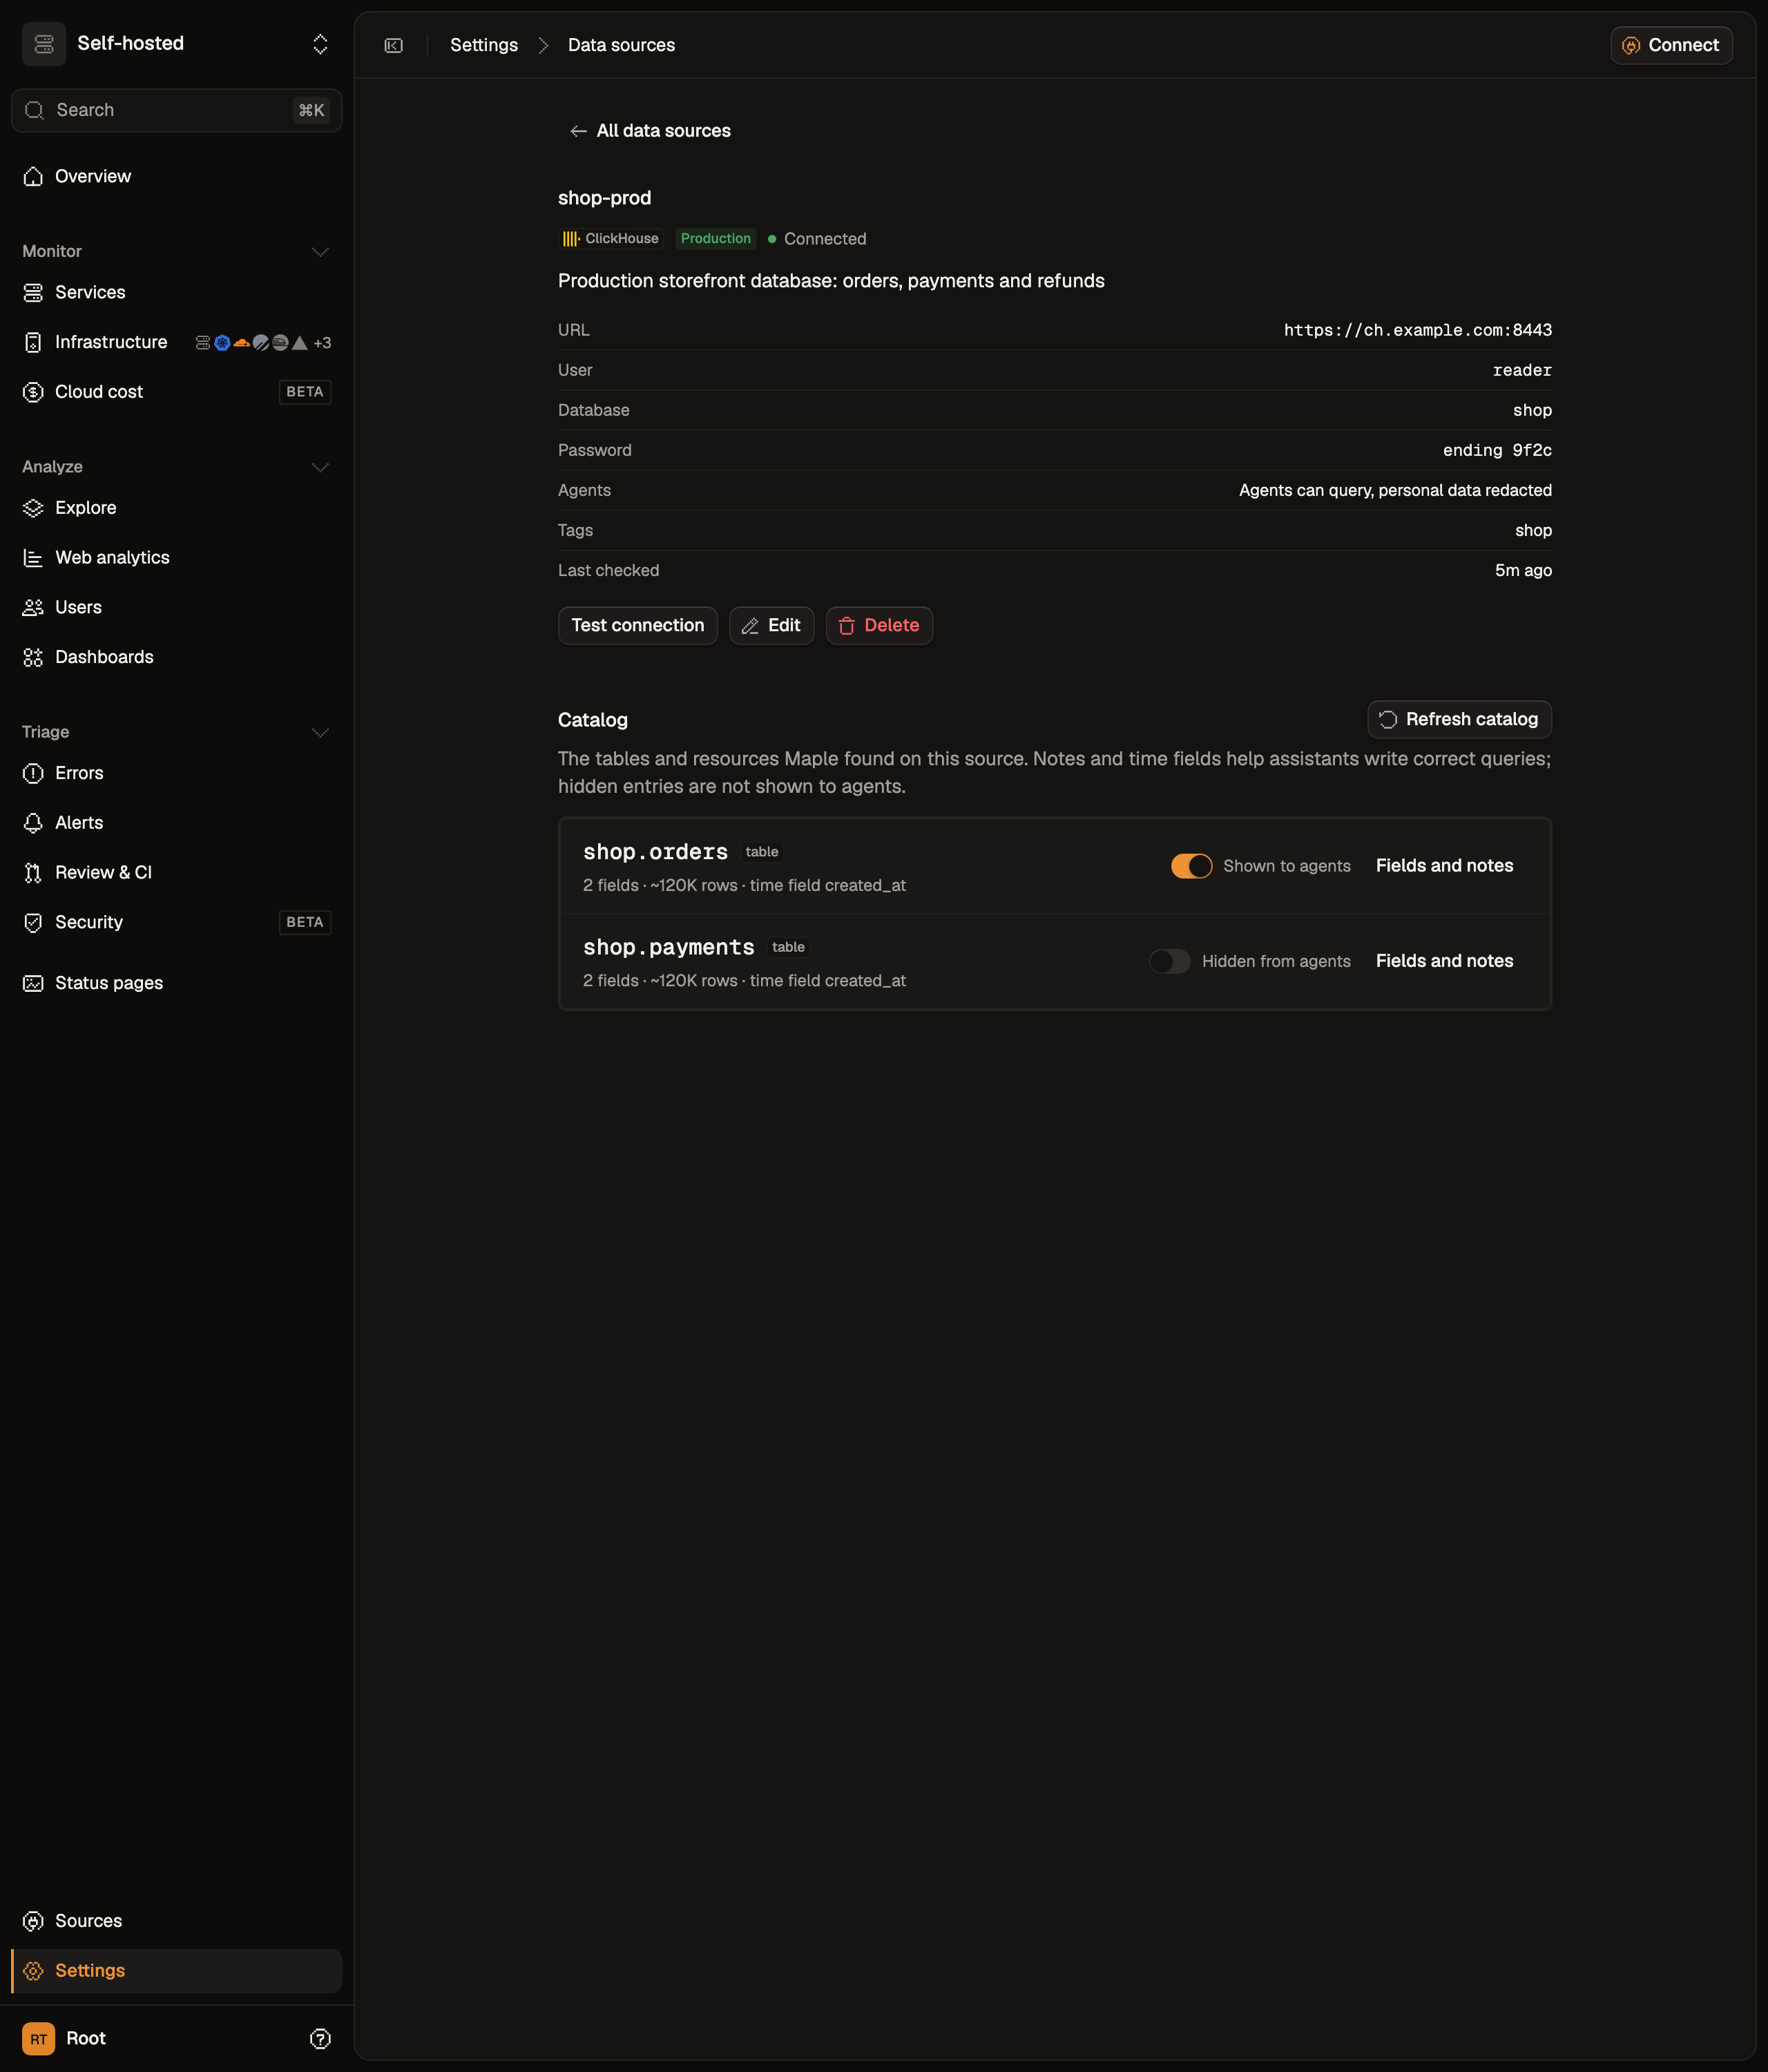 Self-hosted
Search ⌘K
Overview
Monitor
Services
Infrastructure +3
Cloud cost BETA
Analyze
Explore
Web analytics
Users
Dashboards
Triage
Errors
Alerts
Review & CI
Security BETA
Status pages
Sources
Settings
RT Root
Settings Data sources
Connect
All data sources
shop-prod
ClickHouse Production Connected
Production storefront database: orders, payments and refunds
URL https://ch.example.com:8443
User reader
Database shop
Password ending 9f2c
Agents Agents can query, personal data redacted
Tags shop
Last checked 5m ago
Test connection Edit Delete
Catalog Refresh catalog
The tables and resources Maple found on this source. Notes and time fields help assistants write correct queries;
hidden entries are not shown to agents.
shop.orders table
2 fields · ~120K rows · time field created_at
Shown to agents Fields and notes
shop.payments table
2 fields · ~120K rows · time field created_at
Hidden from agents Fields and notes